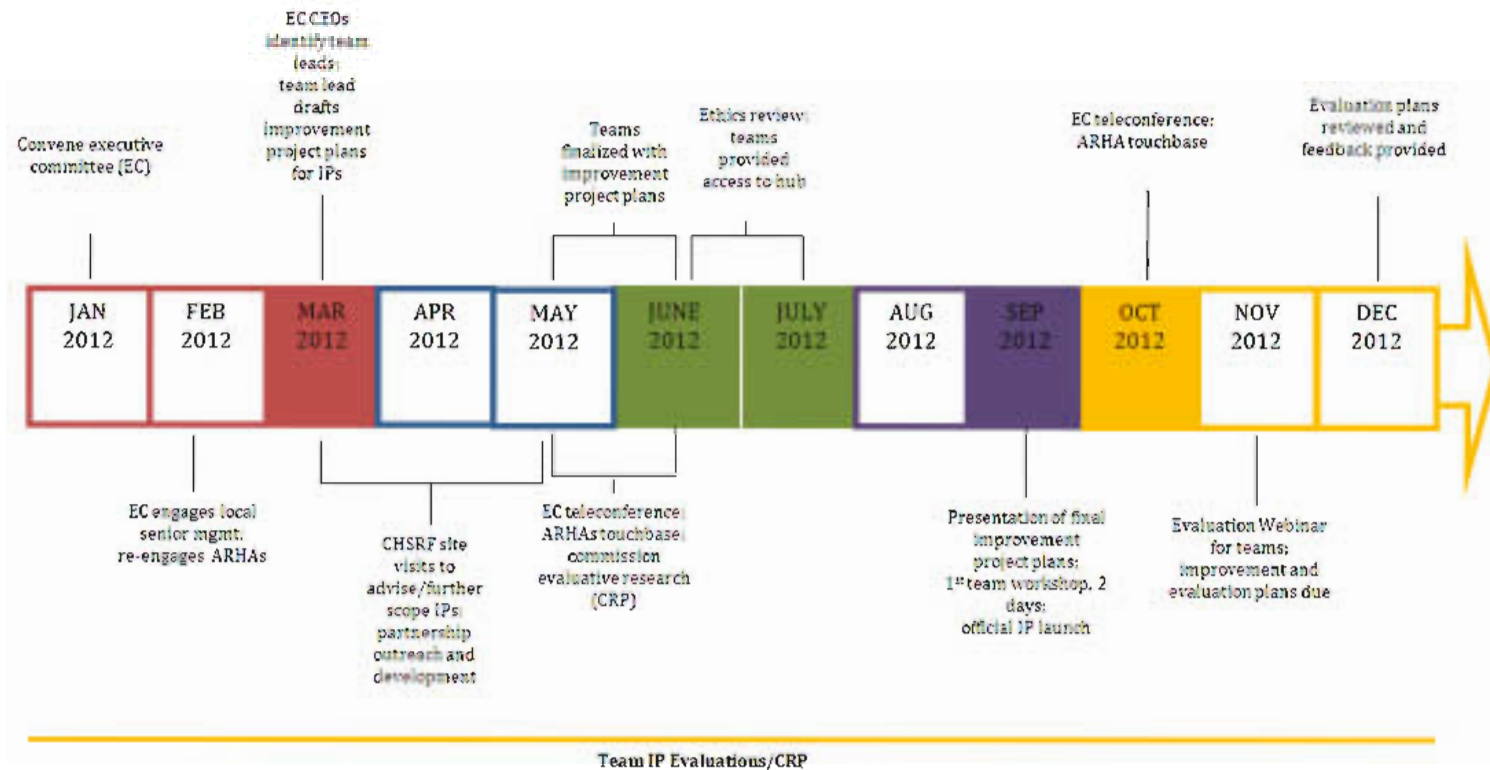 EC CEOs
identify team
leads;
team lead
drafts
improvement
project plans
for IPs
Convene executive
committee (EC)
Teams
finalized with
improvement
project plans
Ethics review;
teams
provided
access to hub
EC teleconference;
ARHA touchbase
Evaluation plans
reviewed and
feedback provided
JAN
2012
FEB
2012
MAR
2012
APR
2012
MAY
2012
JUNE
2012
JULY
2012
AUG
2012
SEP
2012
OCT
2012
NOV
2012
DEC
2012
EC engages local
senior mgmt.
re-engages ARHAs
CHSRF site
visits to
advise/further
scope IPs;
partnership
outreach and
development
EC teleconference;
ARHAs touchbase;
commission
evaluative research
(CRP)
Presentation of final
improvement
project plans;
1st team workshop, 2
days;
official IP launch
Evaluation Webinar
for teams;
improvement and
evaluation plans due
Team IP Evaluations/CRP